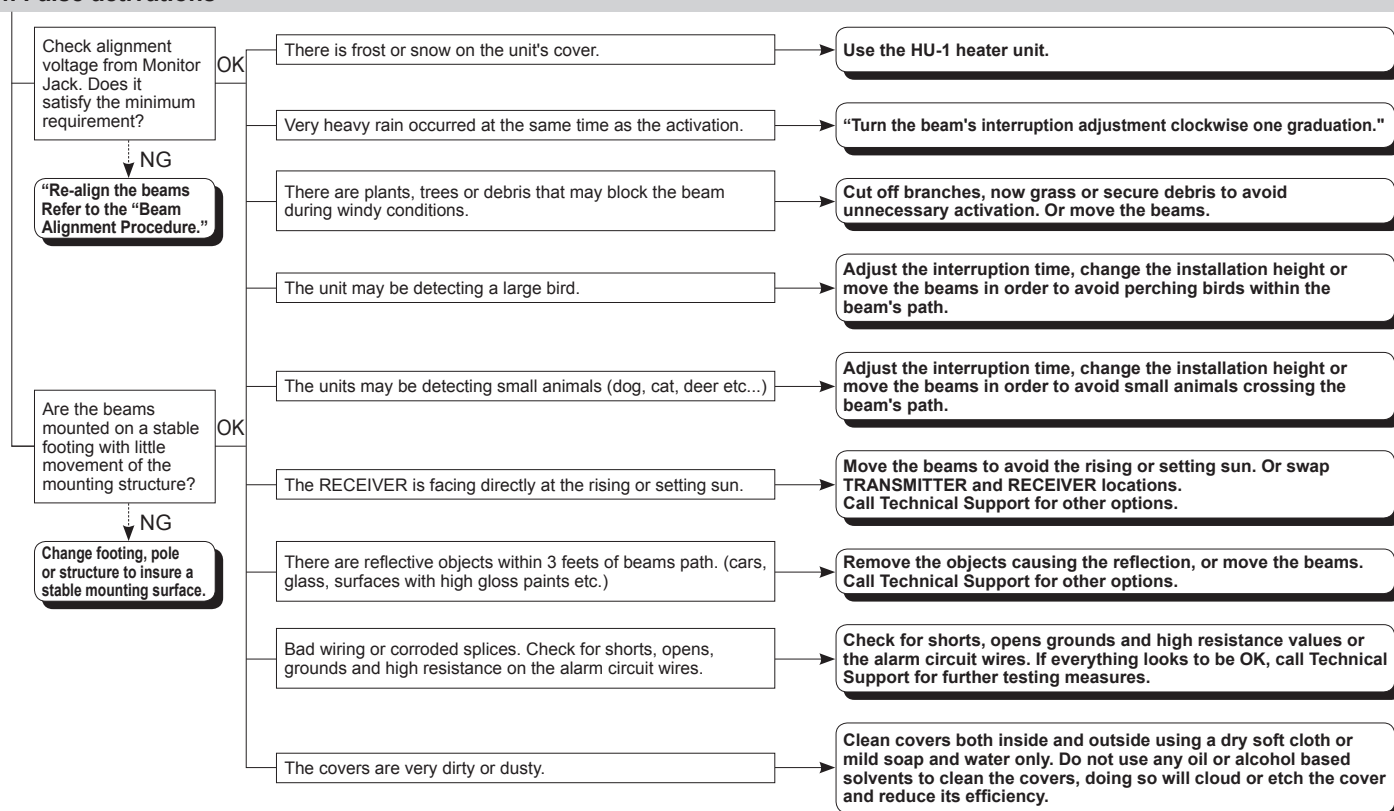 Check alignment
voltage from Monitor
Jack. Does it
satisfy the minimum
requirement?
OK
NG
“Re-align the beams
Refer to the “Beam
Alignment Procedure.”
Are the beams
mounted on a stable
footing with little
movement of the
mounting structure?
OK
NG
Change footing, pole
or structure to insure a
stable mounting surface.
There is frost or snow on the unit's cover.
Use the HU-1 heater unit.
Very heavy rain occurred at the same time as the activation.
“Turn the beam's interruption adjustment clockwise one graduation."
There are plants, trees or debris that may block the beam
during windy conditions.
Cut off branches, now grass or secure debris to avoid
unnecessary activation. Or move the beams.
The unit may be detecting a large bird.
Adjust the interruption time, change the installation height or
move the beams in order to avoid perching birds within the
beam's path.
The units may be detecting small animals (dog, cat, deer etc...)
Adjust the interruption time, change the installation height or
move the beams in order to avoid small animals crossing the
beam's path.
The RECEIVER is facing directly at the rising or setting sun.
Move the beams to avoid the rising or setting sun. Or swap
TRANSMITTER and RECEIVER locations.
Call Technical Support for other options.
There are reflective objects within 3 feets of beams path. (cars,
glass, surfaces with high gloss paints etc.)
Remove the objects causing the reflection, or move the beams.
Call Technical Support for other options.
Bad wiring or corroded splices. Check for shorts, opens,
grounds and high resistance on the alarm circuit wires.
Check for shorts, opens grounds and high resistance values or
the alarm circuit wires. If everything looks to be OK, call Technical
Support for further testing measures.
The covers are very dirty or dusty.
Clean covers both inside and outside using a dry soft cloth or
mild soap and water only. Do not use any oil or alcohol based
solvents to clean the covers, doing so will cloud or etch the cover
and reduce its efficiency.